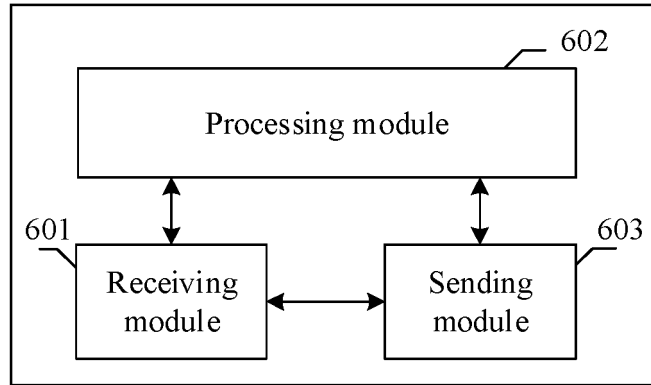 602
Processing module
601
603
Receiving
module
Sending
module